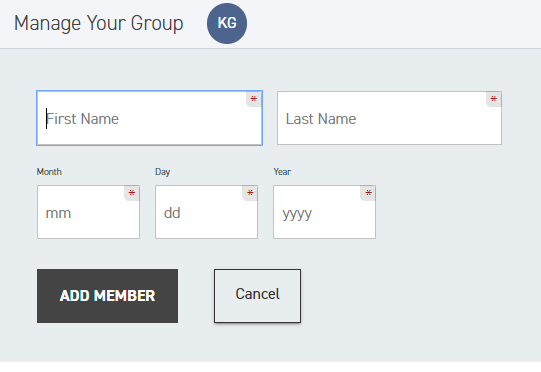 Manage Your Group KG
* *
First Name Last Name
Month Day Year
* * *
mm dd yyyy
ADD MEMBER Cancel